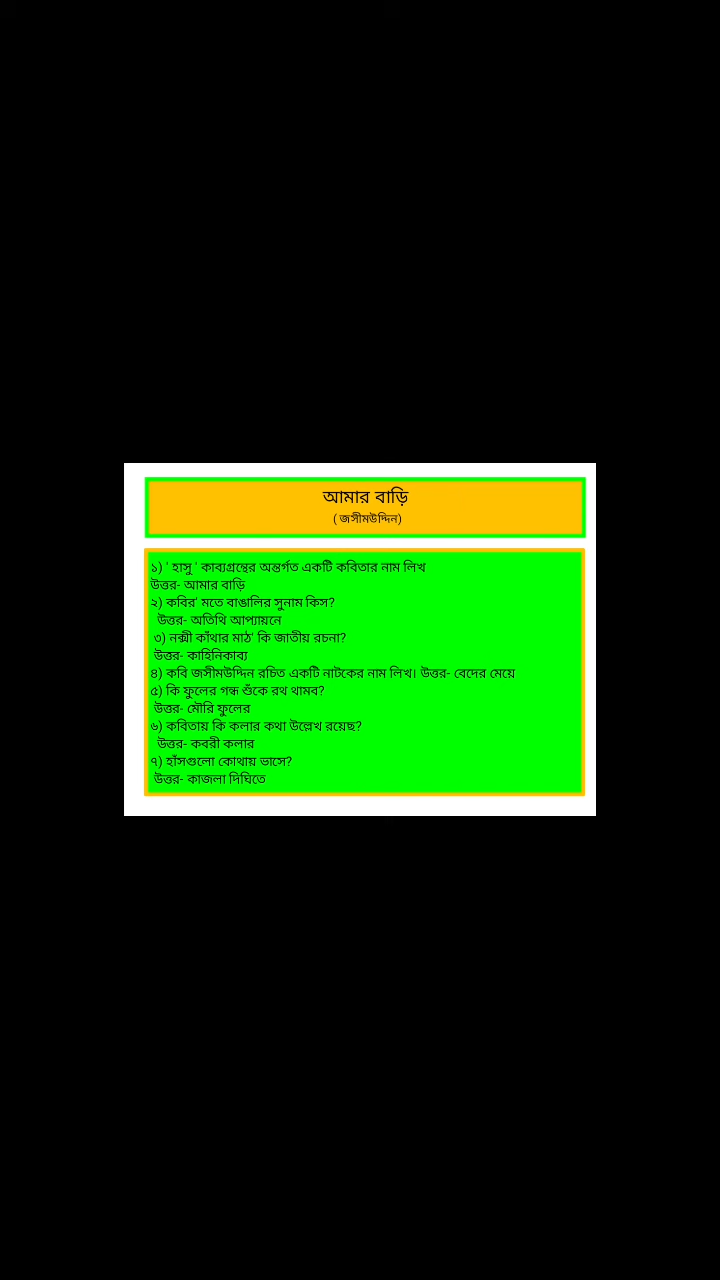 আমার বাড়ি
( জসীমউদ্দিন)
১) ' হাসু ' কাব্যগ্রন্থের অন্তর্গত একটি কবিতার নাম লিখ
উত্তর- আমার বাড়ি
২) কবির' মতে বাঙালির সুনাম কিস?
উত্তর- অতিথি আপ্যায়নে
৩) নক্সী কাঁথার মাঠ' কি জাতীয় রচনা?
উত্তর- কাহিনিকাব্য
৪) কবি জসীমউদ্দিন রচিত একটি নাটকের নাম লিখ। উত্তর- বেদের মেয়ে
৫) কি ফুলের গন্ধ শুঁকে রথ থামব?
উত্তর- মৌরি ফুলের
৬) কবিতায় কি কলার কথা উল্লেখ রয়েছ?
উত্তর- কবরী কলার
৭) হাঁসগুলো কোথায় ভাসে?
উত্তর- কাজলা দিঘিতে